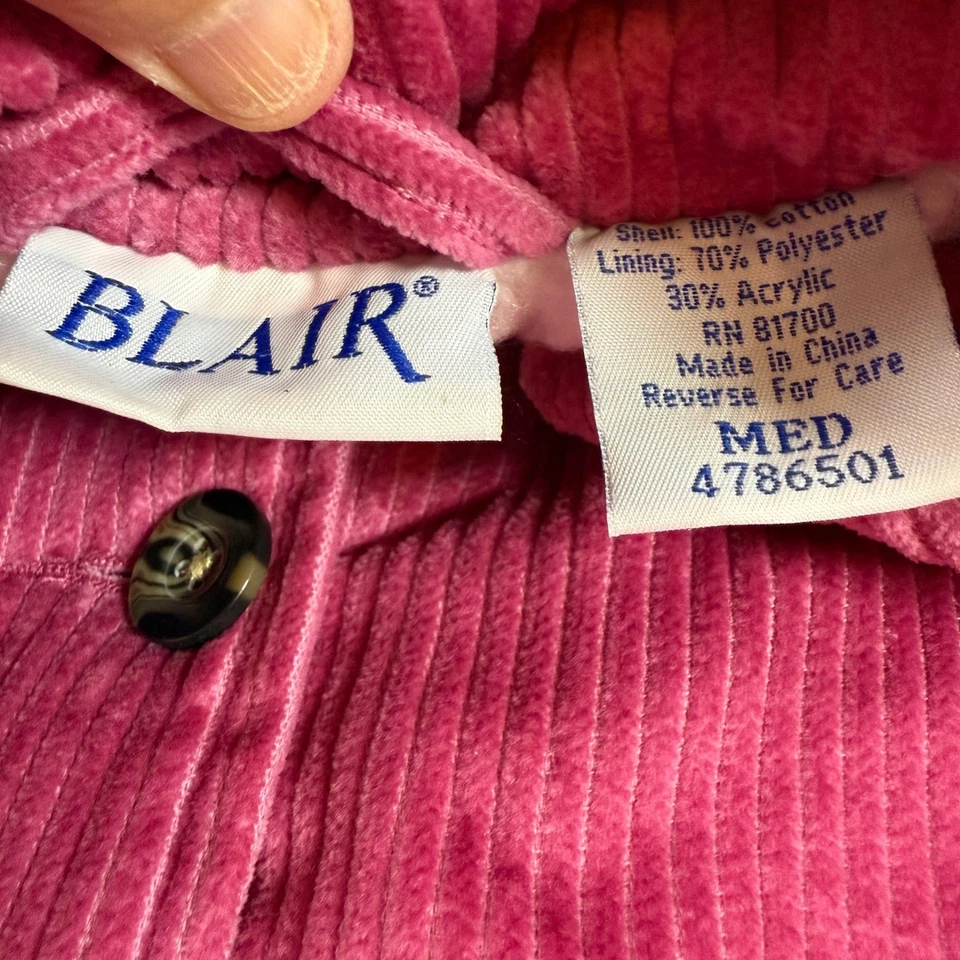 BLAIR®
Shell: 100% Cotton
Lining: 70% Polyester
30% Acrylic
RN 81700
Made in China
Reverse For Care
MED
4786501